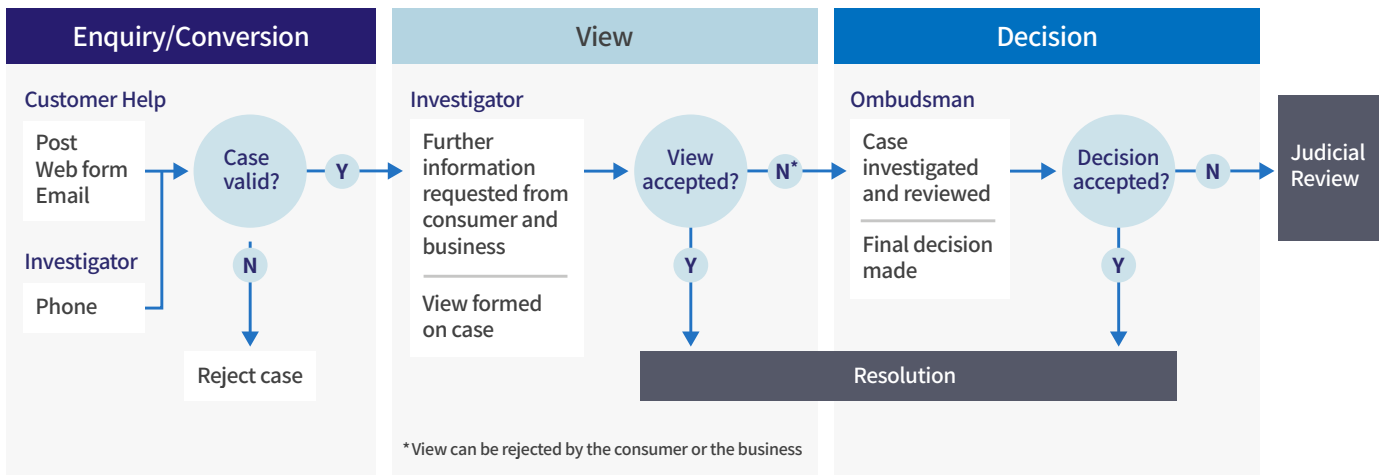 Enquiry/Conversion
Customer Help
Post
Web form
Email
Investigator
Phone
Case
valid?
Y
N
Reject case
View
Investigator
Further
information
requested from
consumer and
business
View formed
on case
View
accepted?
N*
Y
*View can be rejected by the consumer or the business
Decision
Ombudsman
Case
investigated
and reviewed
Final decision
made
Decision
accepted?
N
Y
Resolution
Judicial
Review